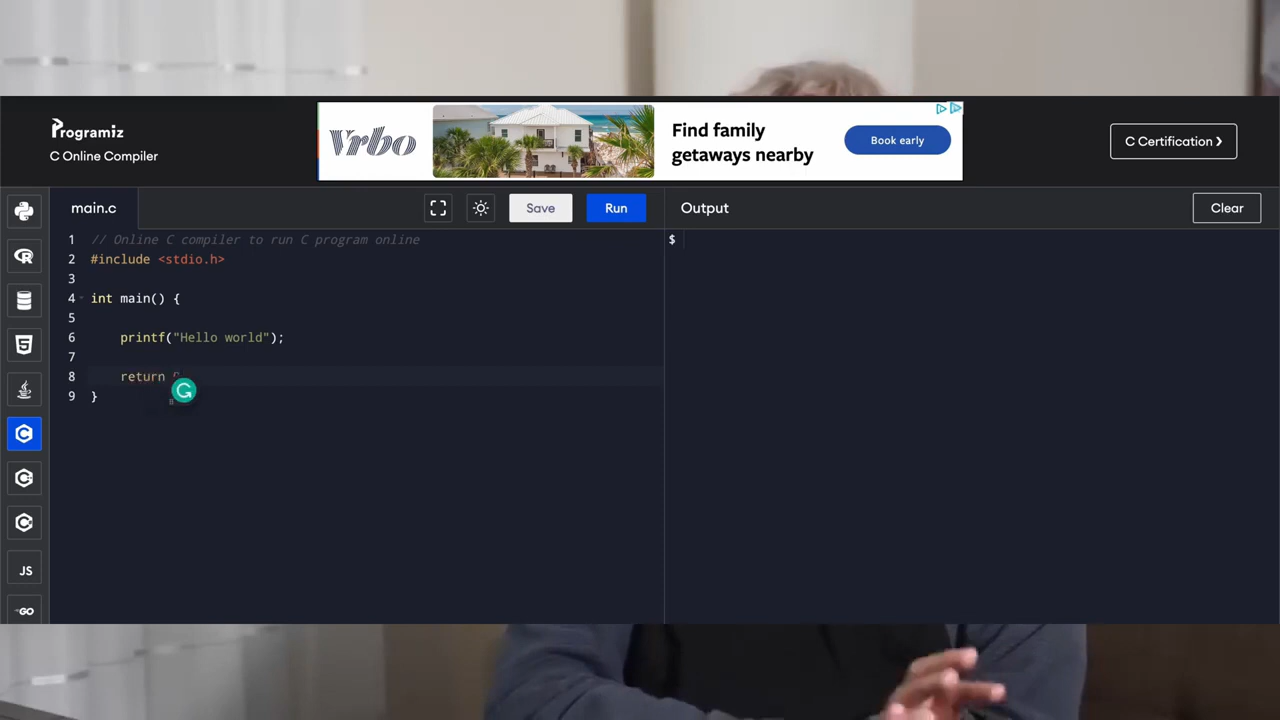 Programiz
C Online Compiler
Vrbo
Find family
getaways nearby
Book early
C Certification ❯
main.c
Save
Run
Output
Clear
1 // Online C compiler to run C program online
2 #include <stdio.h>
3
4 int main() {
5
6 printf("Hello world");
7
8 return
9 }
$
JS
GO